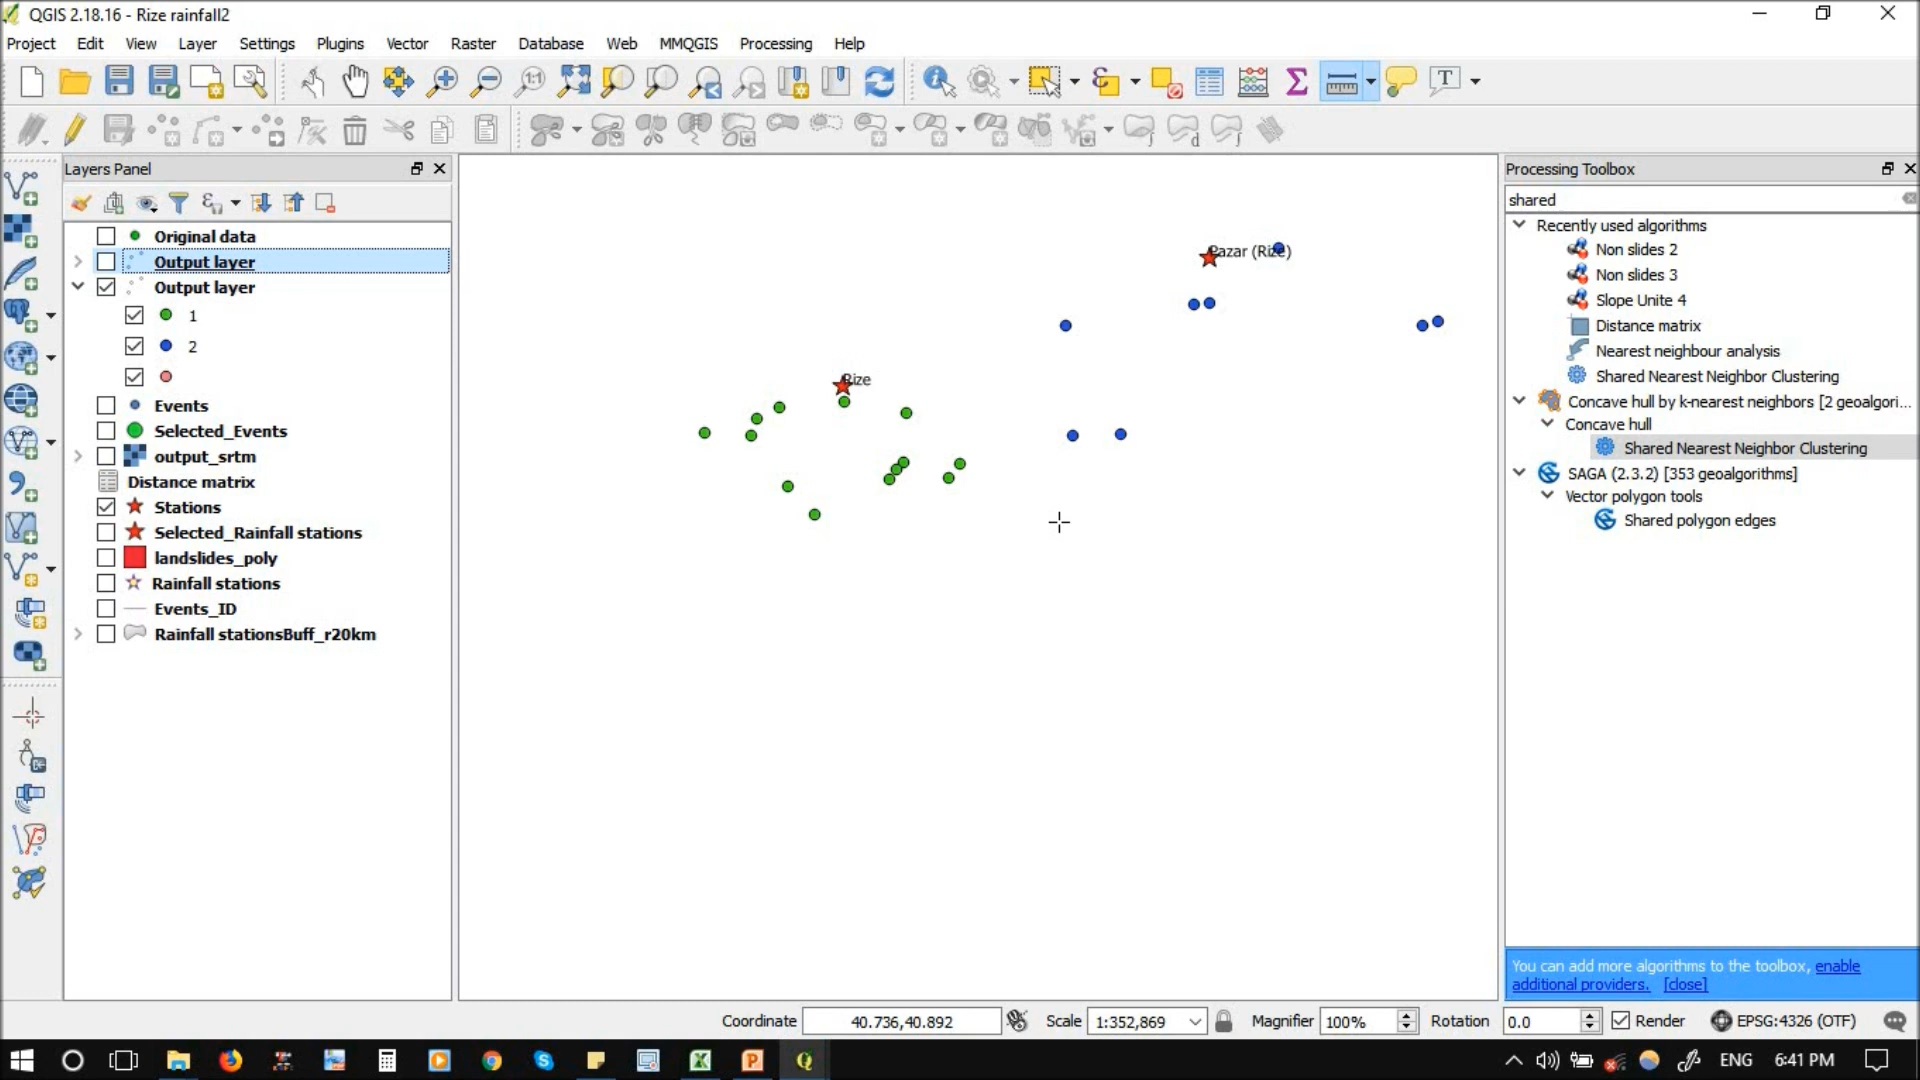 QGIS 2.18.16 - Rize rainfall2
Project Edit View Layer Settings Plugins Vector Raster Database Web MMQGIS Processing Help
1:1
T
Layers Panel
Original data
Output layer
Output layer
1
2
Events
Selected_Events
output_srtm
Distance matrix
Stations
Selected_Rainfall stations
landslides_poly
Rainfall stations
Events_ID
Rainfall stationsBuff_r20km
Pazar (Rize)
Rize
Processing Toolbox
shared
Recently used algorithms
Non slides 2
Non slides 3
Slope Unite 4
Distance matrix
Nearest neighbour analysis
Shared Nearest Neighbor Clustering
Concave hull by k-nearest neighbors [2 geoalgori...
Concave hull
Shared Nearest Neighbor Clustering
SAGA (2.3.2) [353 geoalgorithms]
Vector polygon tools
Shared polygon edges
You can add more algorithms to the toolbox, enable
additional providers. [close]
Coordinate 40.736,40.892 Scale 1:352,869 Magnifier 100% Rotation 0.0 Render EPSG:4326 (OTF)
ENG 6:41 PM